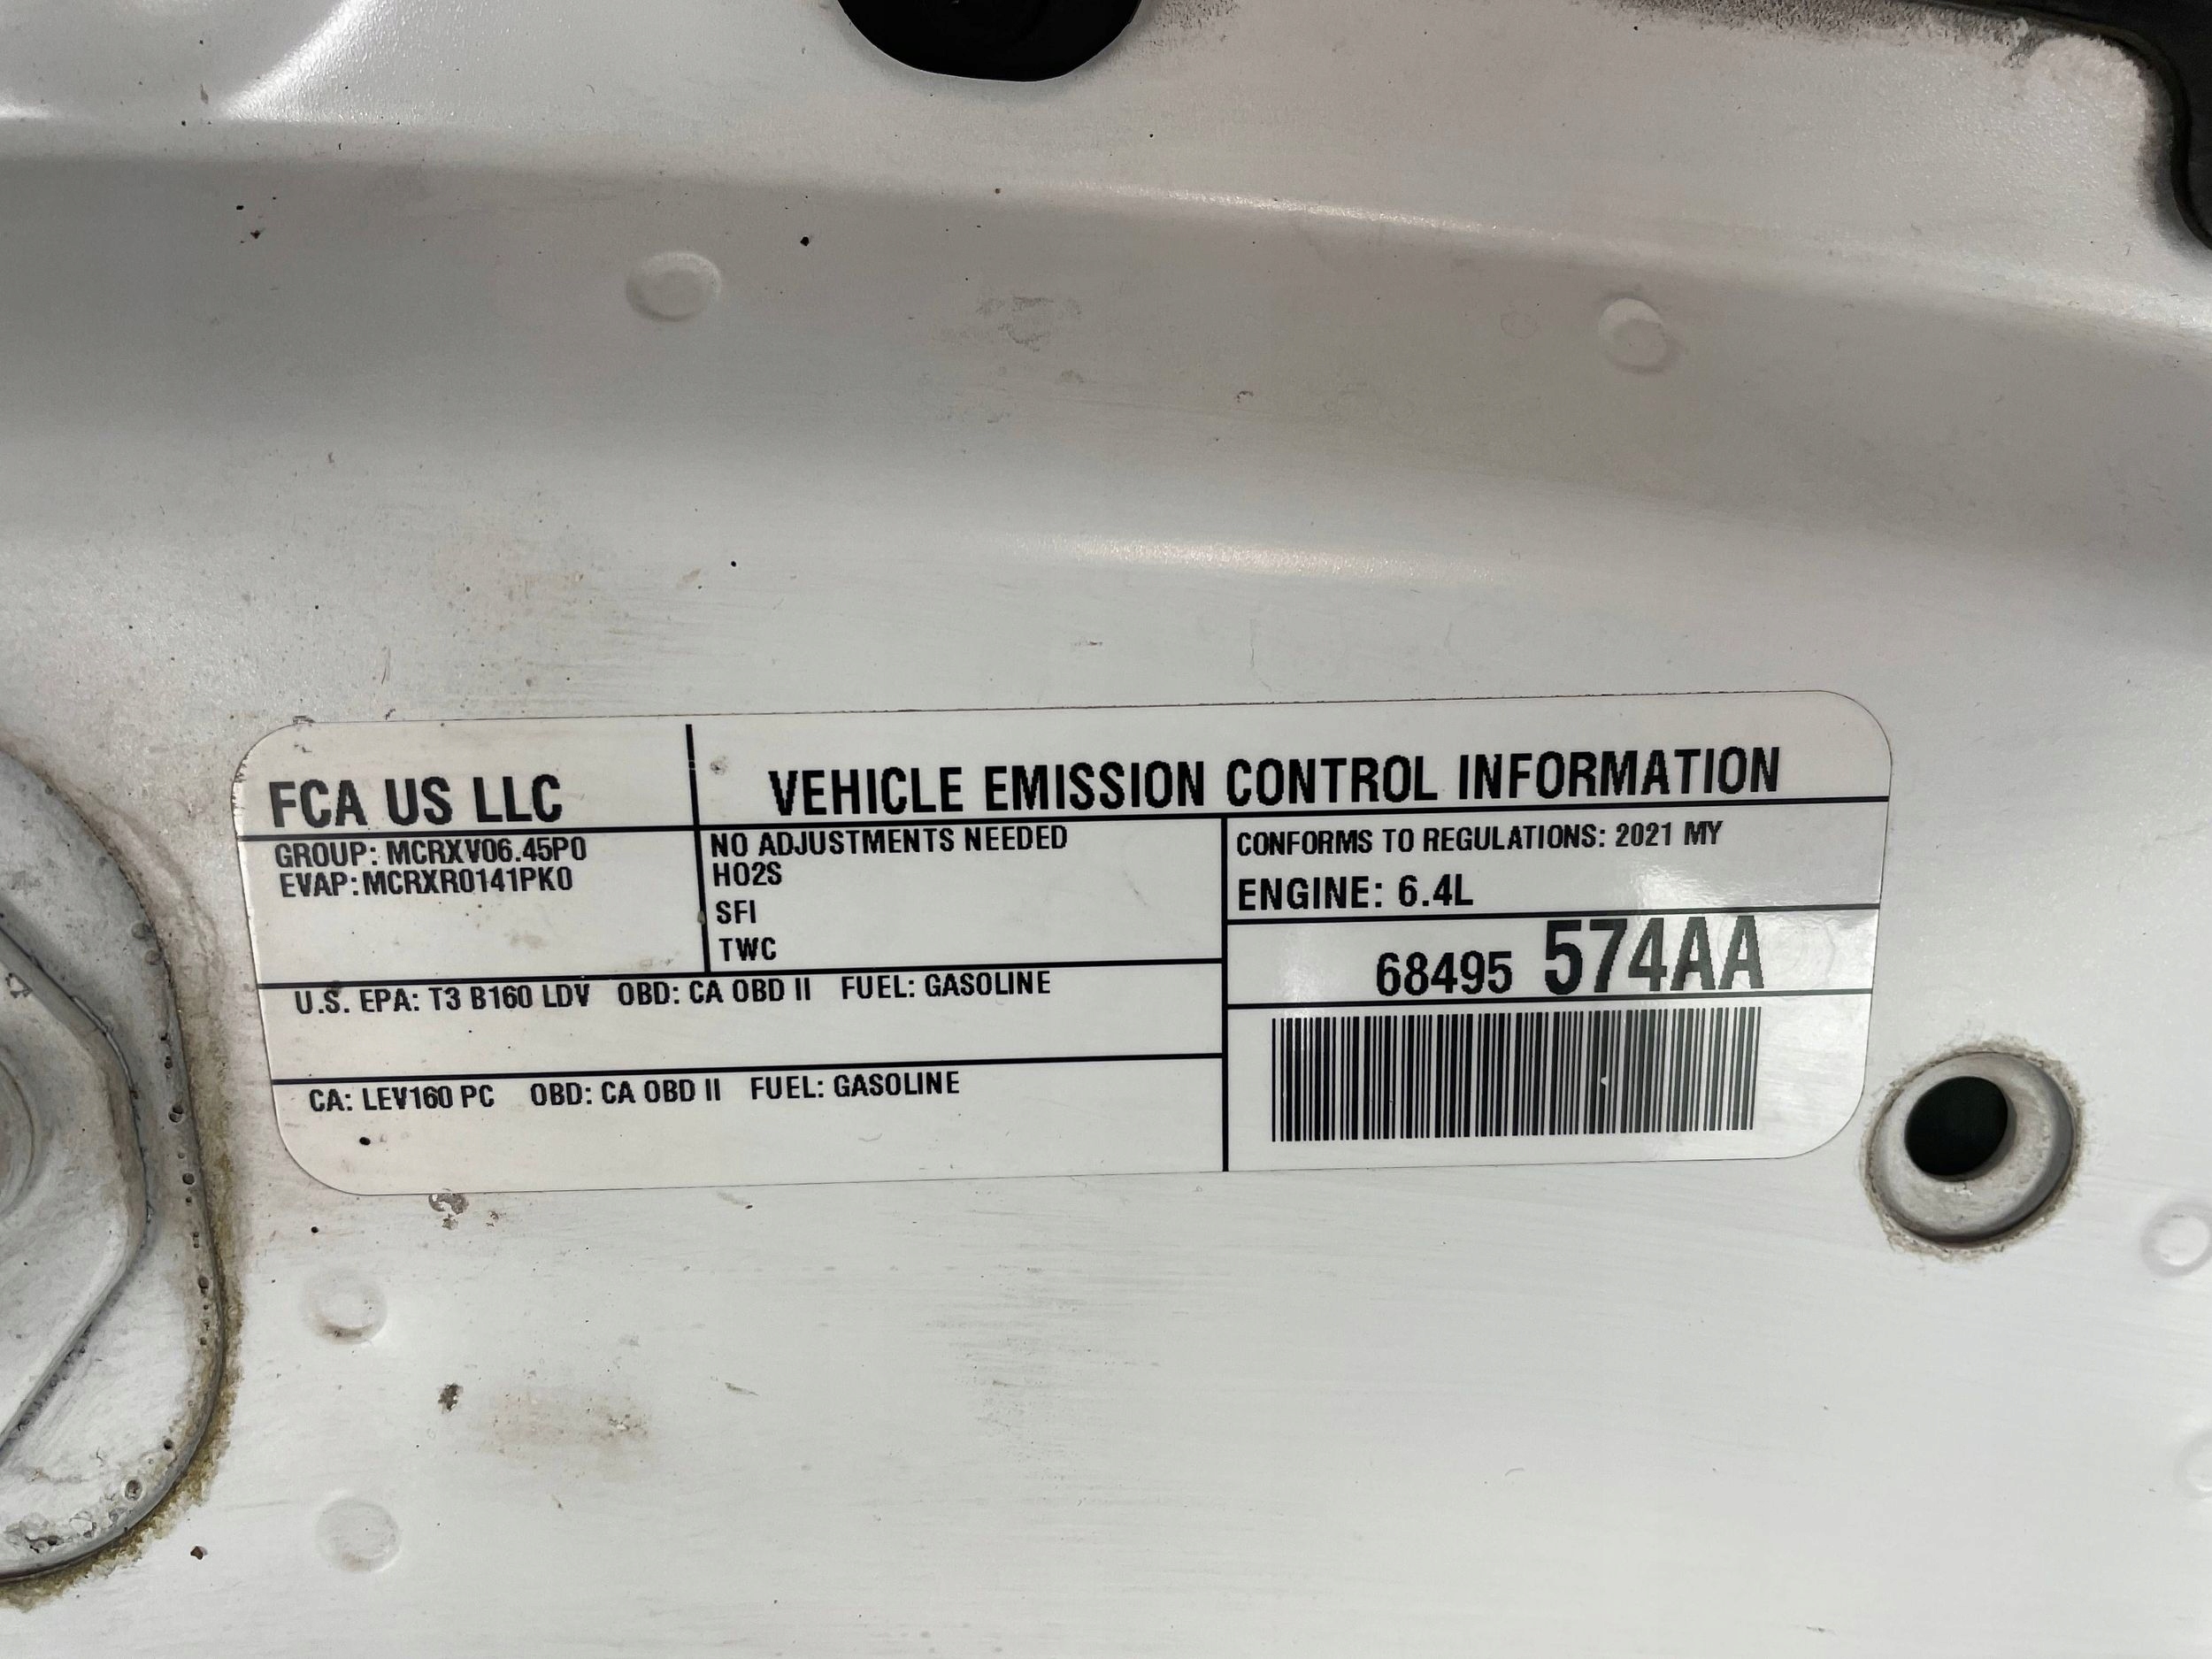 FCA US LLC
VEHICLE EMISSION CONTROL INFORMATION
GROUP: MCRXV06.45P0
EVAP:MCRXR0141PK0
NO ADJUSTMENTS NEEDED
HO2S
SFI
TWC
CONFORMS TO REGULATIONS: 2021 MY
ENGINE: 6.4L
68495 574AA
U.S. EPA: T3 B160 LDV OBD: CA OBD II FUEL: GASOLINE
CA: LEV160 PC OBD: CA OBD II FUEL: GASOLINE